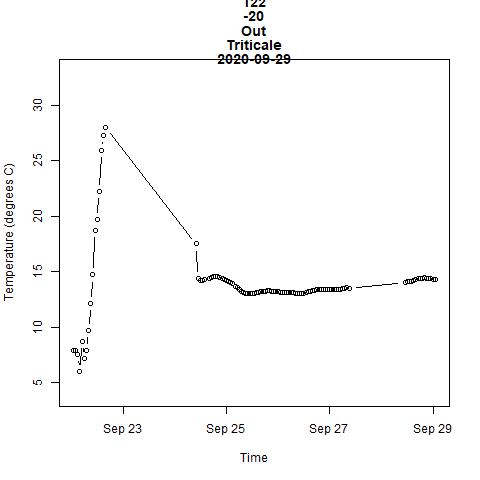 122
-20
Out
Triticale
2020-09-29
Temperature (degrees C)
30
25
20
15
10
5
Sep 23
Sep 25
Sep 27
Sep 29
Time